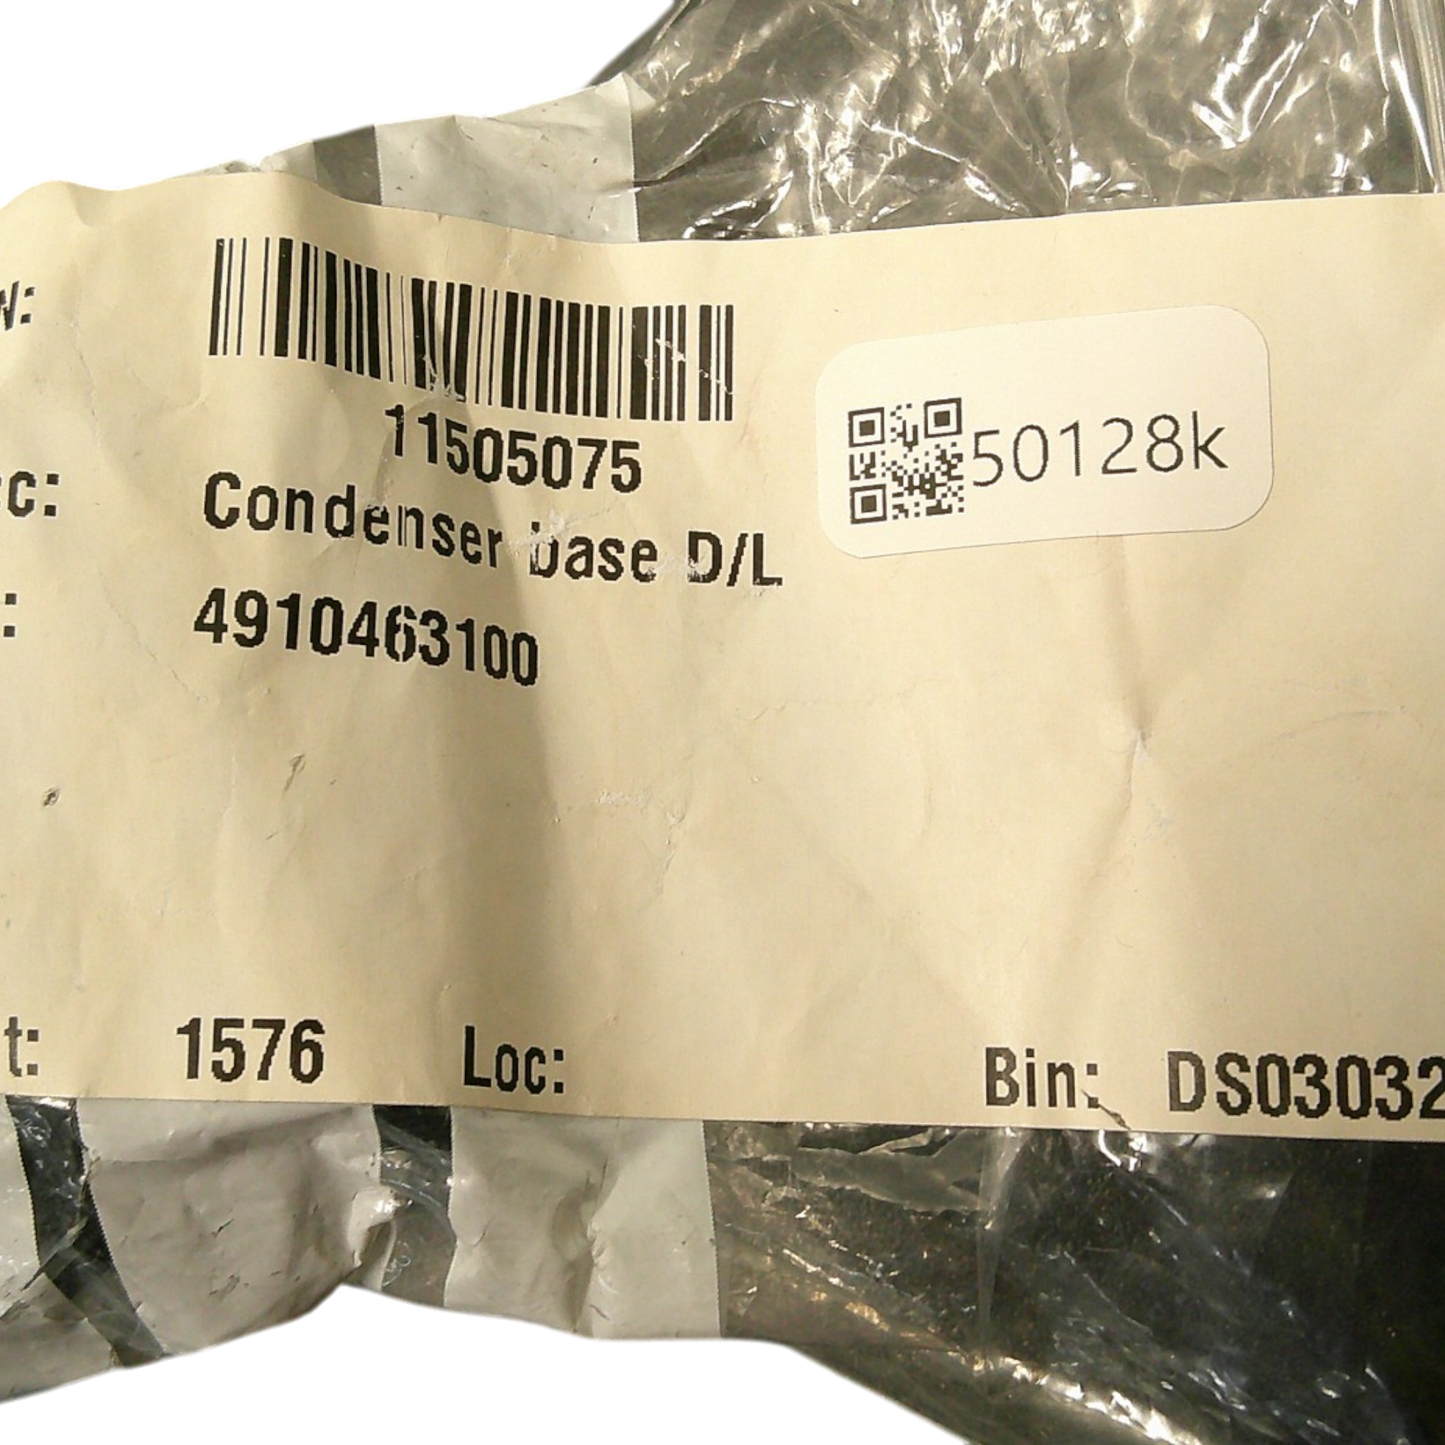 w:
11505075
50128k
c:
Condenser base D/L
:
4910463100
t: 1576 Loc: Bin: DS03032